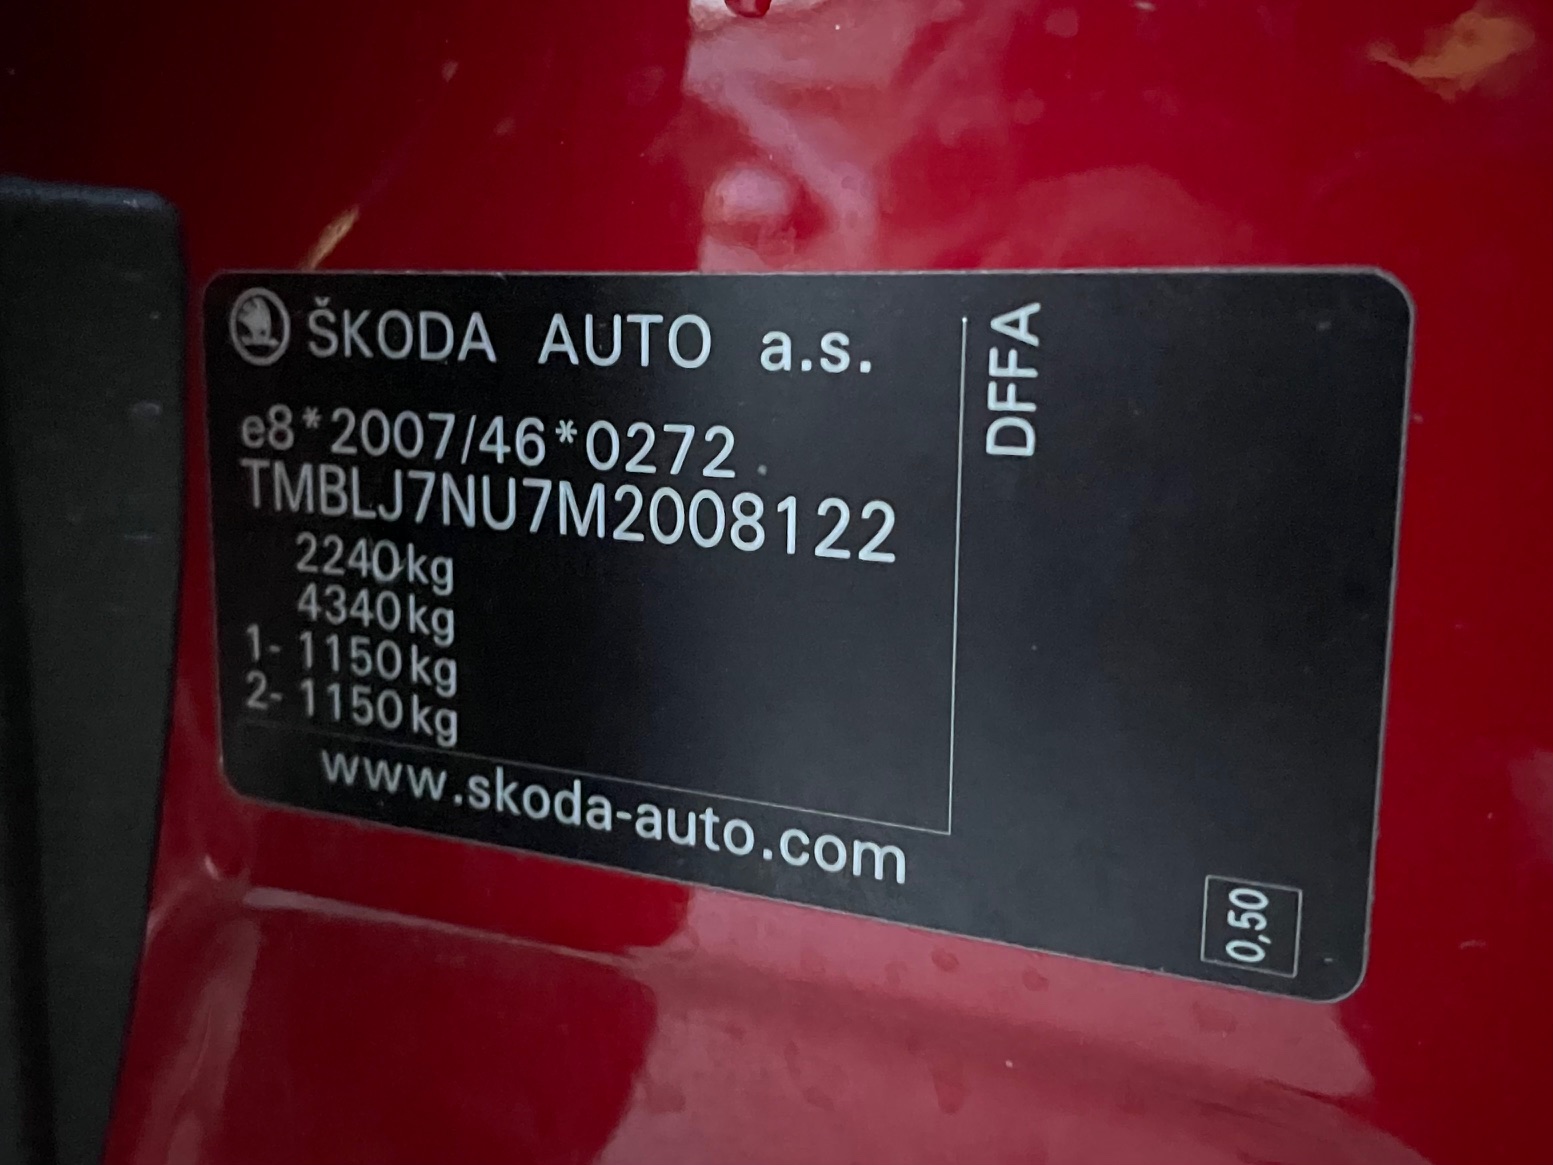 ŠKODA AUTO a.s.
e8*2007/46*0272
TMBLJ7NU7M2008122
2240kg
4340kg
1- 1150kg
2- 1150kg
www.skoda-auto.com
DFFA
0,50